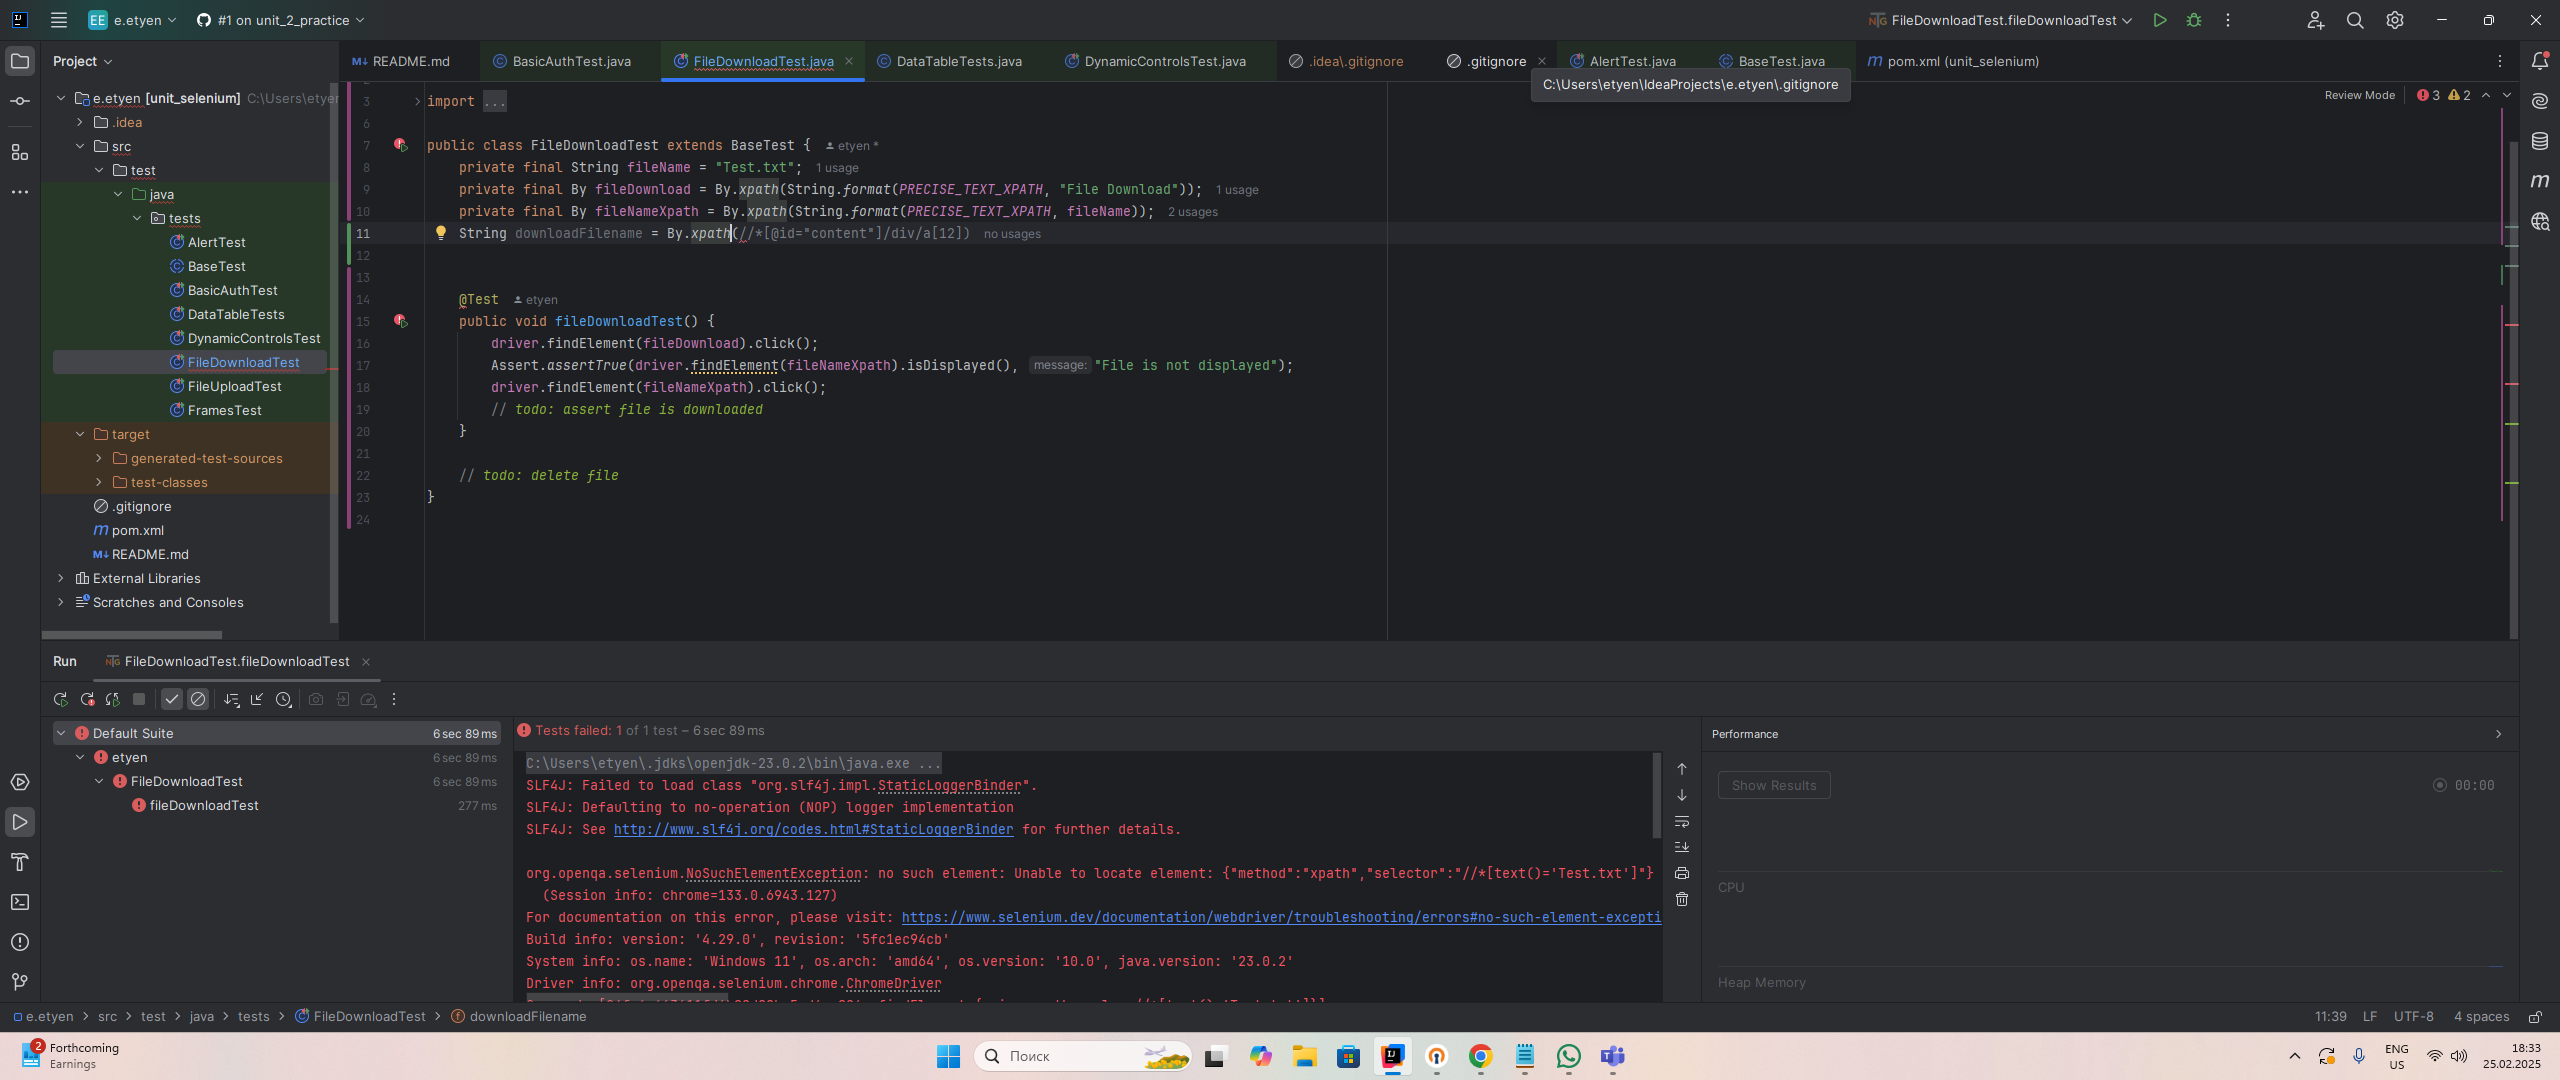 EE e.etyen #1 on unit_2_practice FileDownloadTest.fileDownloadTest
Project README.md BasicAuthTest.java FileDownloadTest.java DataTableTests.java DynamicControlsTest.java .idea\.gitignore .gitignore AlertTest.java BaseTest.java pom.xml (unit_selenium)
C:\Users\etyen\IdeaProjects\e.etyen\.gitignore
Review Mode 3 2
e.etyen [unit_selenium] C:\Users\etyen
.idea
src
test
java
tests
AlertTest
BaseTest
BasicAuthTest
DataTableTests
DynamicControlsTest
FileDownloadTest
FileUploadTest
FramesTest
target
generated-test-sources
test-classes
.gitignore
pom.xml
README.md
External Libraries
Scratches and Consoles
3 import ...
6
7 public class FileDownloadTest extends BaseTest { etyen *
8 private final String fileName = "Test.txt"; 1 usage
9 private final By fileDownload = By.xpath(String.format(PRECISE_TEXT_XPATH, "File Download")); 1 usage
10 private final By fileNameXpath = By.xpath(String.format(PRECISE_TEXT_XPATH, fileName)); 2 usages
11 String downloadFilename = By.xpath(//*[@id="content"]/div/a[12]) no usages
12
13
14 @Test etyen
15 public void fileDownloadTest() {
16 driver.findElement(fileDownload).click();
17 Assert.assertTrue(driver.findElement(fileNameXpath).isDisplayed(), message: "File is not displayed");
18 driver.findElement(fileNameXpath).click();
19 // todo: assert file is downloaded
20 }
21
22 // todo: delete file
23 }
24
Run FileDownloadTest.fileDownloadTest
Default Suite 6 sec 89 ms
etyen 6 sec 89 ms
FileDownloadTest 6 sec 89 ms
fileDownloadTest 277 ms
Tests failed: 1 of 1 test – 6 sec 89 ms
C:\Users\etyen\.jdks\openjdk-23.0.2\bin\java.exe ...
SLF4J: Failed to load class "org.slf4j.impl.StaticLoggerBinder".
SLF4J: Defaulting to no-operation (NOP) logger implementation
SLF4J: See http://www.slf4j.org/codes.html#StaticLoggerBinder for further details.
org.openqa.selenium.NoSuchElementException: no such element: Unable to locate element: {"method":"xpath","selector":"//*[text()='Test.txt']"}
(Session info: chrome=133.0.6943.127)
For documentation on this error, please visit: https://www.selenium.dev/documentation/webdriver/troubleshooting/errors#no-such-element-excepti
Build info: version: '4.29.0', revision: '5fc1ec94cb'
System info: os.name: 'Windows 11', os.arch: 'amd64', os.version: '10.0', java.version: '23.0.2'
Driver info: org.openqa.selenium.chrome.ChromeDriver
Performance
Show Results 00:00
CPU
Heap Memory
e.etyen src test java tests FileDownloadTest downloadFilename 11:39 LF UTF-8 4 spaces
2 Forthcoming
Earnings
Поиск
ENG
US
18:33
25.02.2025